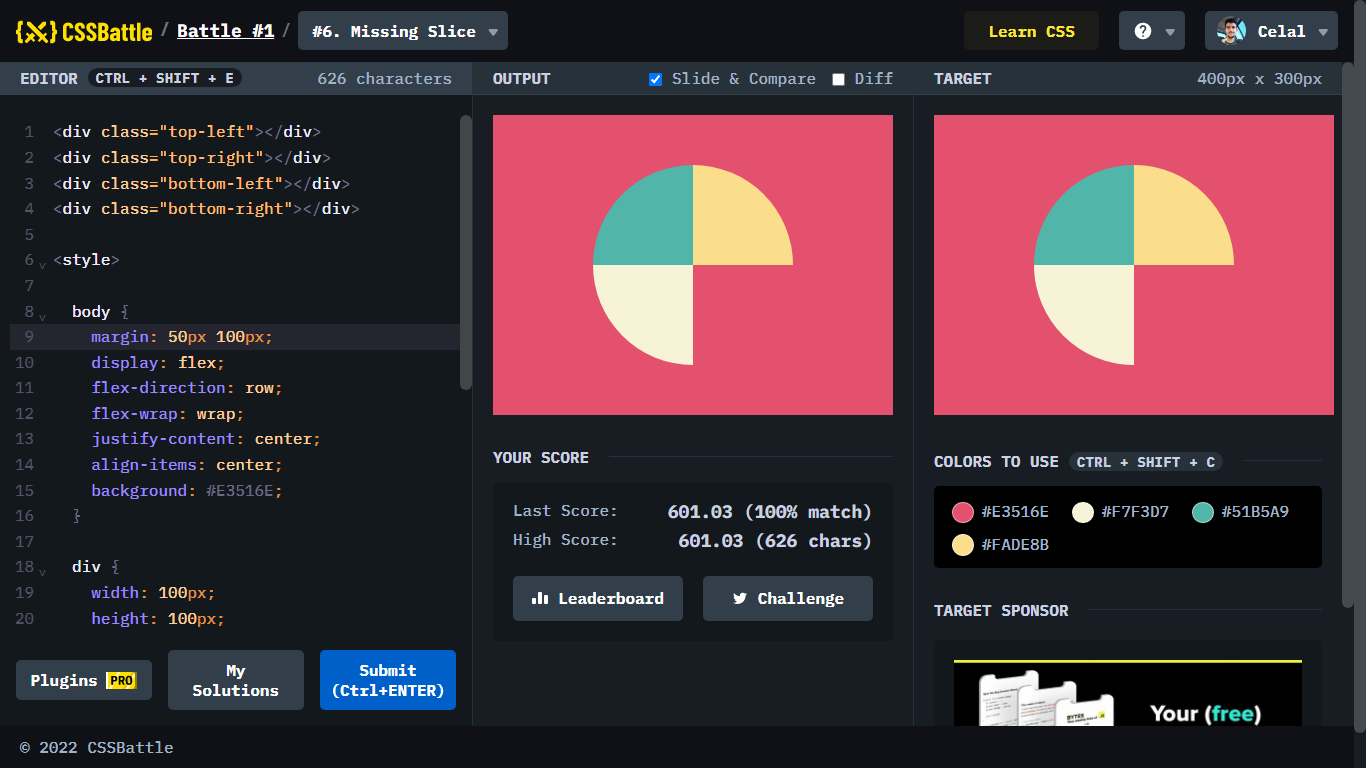 CSSBattle / Battle #1 / #6. Missing Slice
Learn CSS
Celal
EDITOR CTRL + SHIFT + E 626 characters
1 <div class="top-left"></div>
2 <div class="top-right"></div>
3 <div class="bottom-left"></div>
4 <div class="bottom-right"></div>
5
6 <style>
7
8 body {
9 margin: 50px 100px;
10 display: flex;
11 flex-direction: row;
12 flex-wrap: wrap;
13 justify-content: center;
14 align-items: center;
15 background: #E3516E;
16 }
17
18 div {
19 width: 100px;
20 height: 100px;
Plugins PRO
My
Solutions
Submit
(Ctrl+ENTER)
OUTPUT Slide & Compare Diff
YOUR SCORE
Last Score: 601.03 (100% match)
High Score: 601.03 (626 chars)
Leaderboard
Challenge
TARGET 400px x 300px
COLORS TO USE CTRL + SHIFT + C
#E3516E #F7F3D7 #51B5A9
#FADE8B
TARGET SPONSOR
BYTES
Your (free)
© 2022 CSSBattle